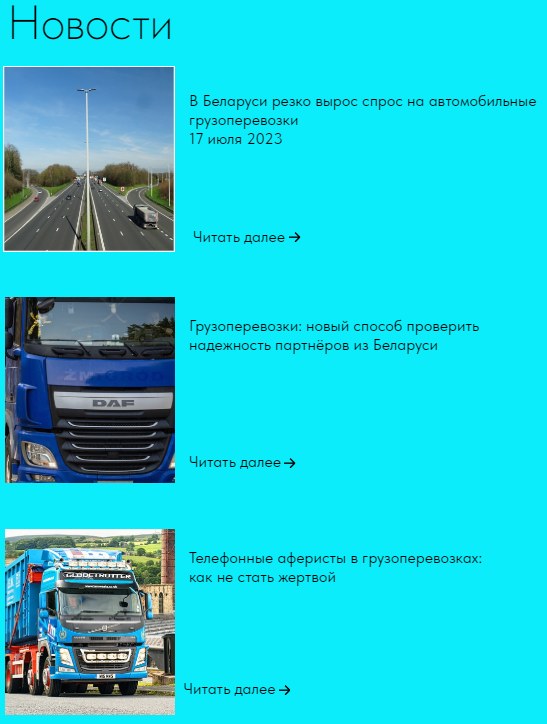 Новости
В Беларуси резко вырос спрос на автомобильные
грузоперевозки
17 июля 2023
Читать далее →
Грузоперевозки: новый способ проверить
надежность партнёров из Беларуси
DAF
Читать далее →
Телефонные аферисты в грузоперевозках:
как не стать жертвой
GLOBETROTTER
Читать далее →